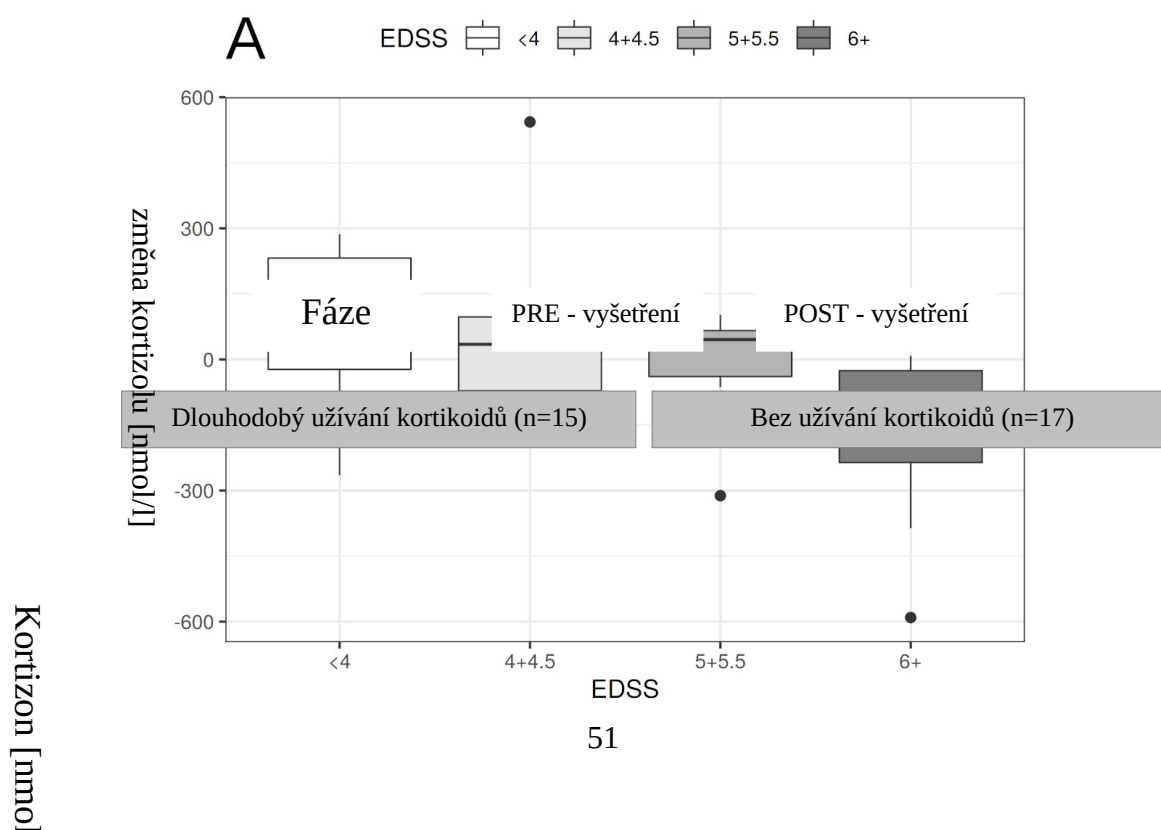 A
EDSS <4 4+4.5 5+5.5 6+
600
300
0
-300
-600
změna kortizolu [nmol/l]
Fáze
PRE - vyšetření
POST - vyšetření
Dlouhodobý užívání kortikoidů (n=15)
Bez užívání kortikoidů (n=17)
<4 4+4.5 5+5.5 6+
EDSS
51
Kortizon [nmol